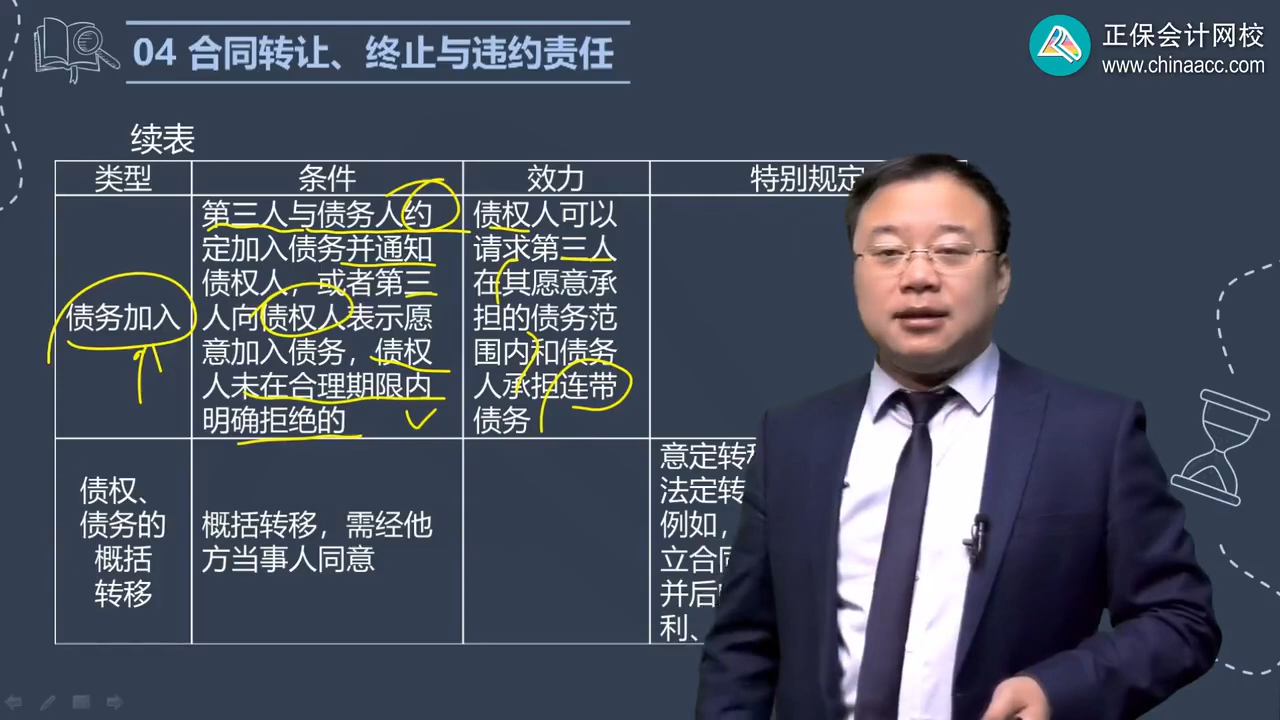 04 合同转让、终止与违约责任
正保会计网校
www.chinaacc.com
续表
类型
条件
效力
特别规定
债务加入
第三人与债务人约
定加入债务并通知
债权人，或者第三
人向债权人表示愿
意加入债务，债权
人未在合理期限内
明确拒绝的
债权人可以
请求第三人
在其愿意承
担的债务范
围内和债务
人承担连带
债务
债权、
债务的
概括
转移
概括转移，需经他
方当事人同意
意定转
法定转
例如，
立合同
并后
利、